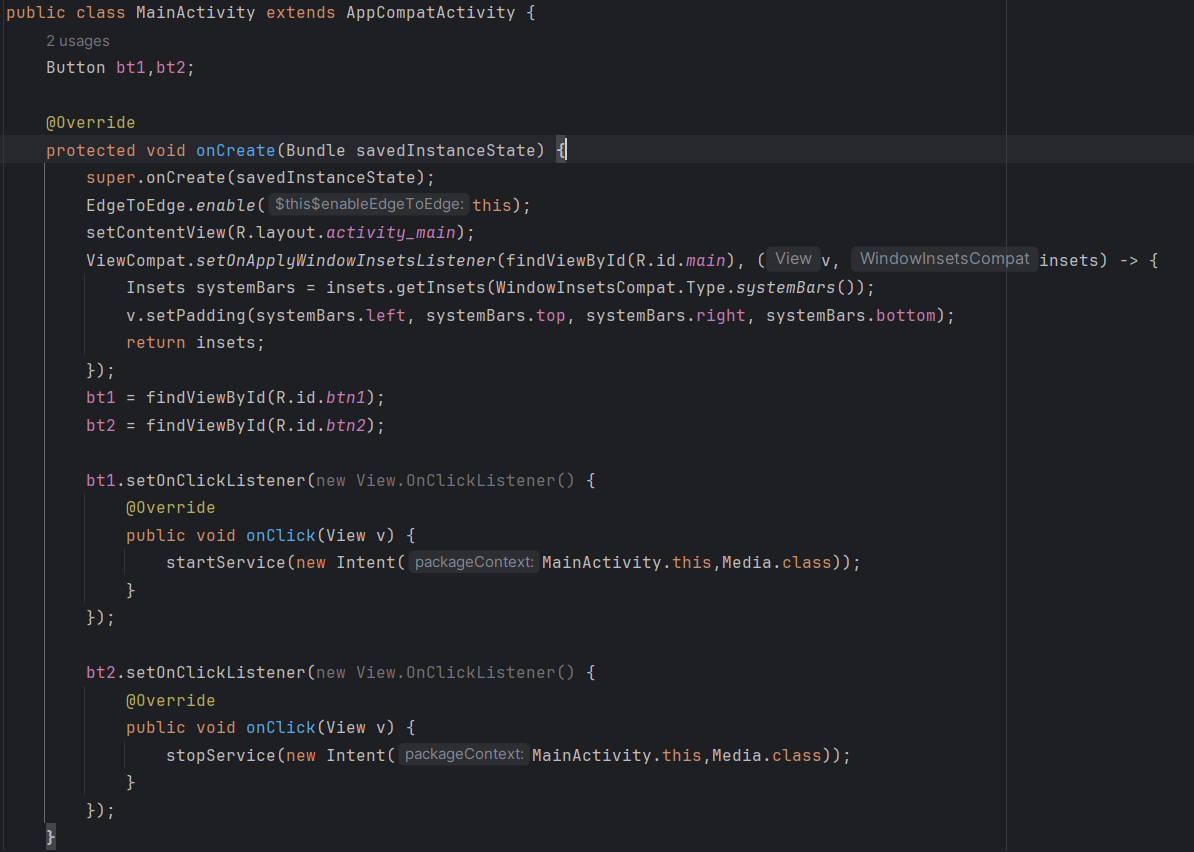 public class MainActivity extends AppCompatActivity {
2 usages
Button bt1,bt2;
@Override
protected void onCreate(Bundle savedInstanceState) {
super.onCreate(savedInstanceState);
EdgeToEdge.enable( $this$enableEdgeToEdge: this);
setContentView(R.layout.activity_main);
ViewCompat.setOnApplyWindowInsetsListener(findViewById(R.id.main), ( View v, WindowInsetsCompat insets) -> {
Insets systemBars = insets.getInsets(WindowInsetsCompat.Type.systemBars());
v.setPadding(systemBars.left, systemBars.top, systemBars.right, systemBars.bottom);
return insets;
});
bt1 = findViewById(R.id.btn1);
bt2 = findViewById(R.id.btn2);
bt1.setOnClickListener(new View.OnClickListener() {
@Override
public void onClick(View v) {
startService(new Intent( packageContext: MainActivity.this,Media.class));
}
});
bt2.setOnClickListener(new View.OnClickListener() {
@Override
public void onClick(View v) {
stopService(new Intent( packageContext: MainActivity.this,Media.class));
}
});
}